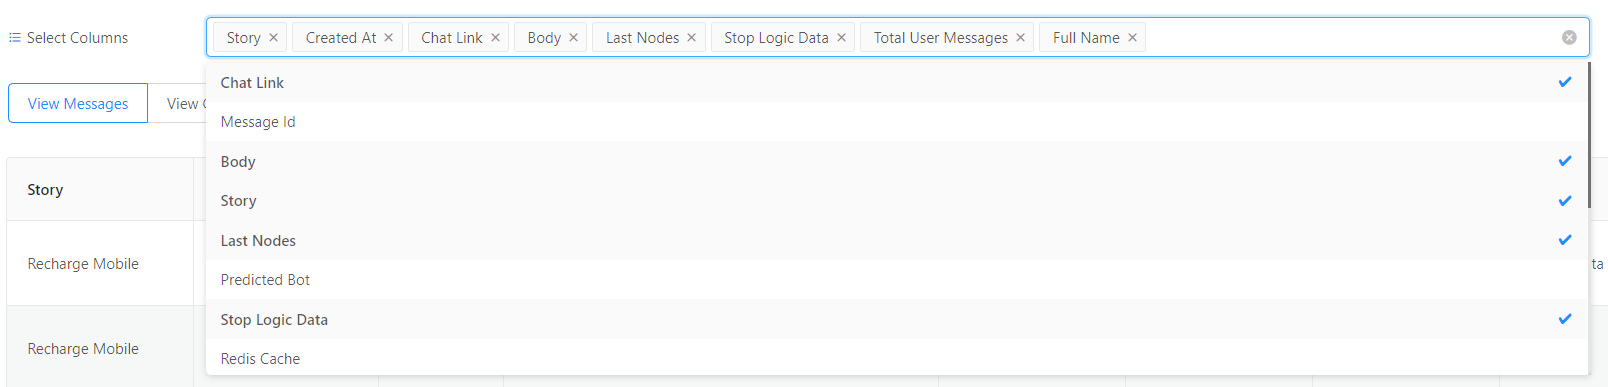 Select Columns Story Created At Chat Link Body Last Nodes Stop Logic Data Total User Messages Full Name
Chat Link
View Messages View
Message Id
Body
Story
Story
Last Nodes
Recharge Mobile
ta
Predicted Bot
Stop Logic Data
Recharge Mobile
Redis Cache